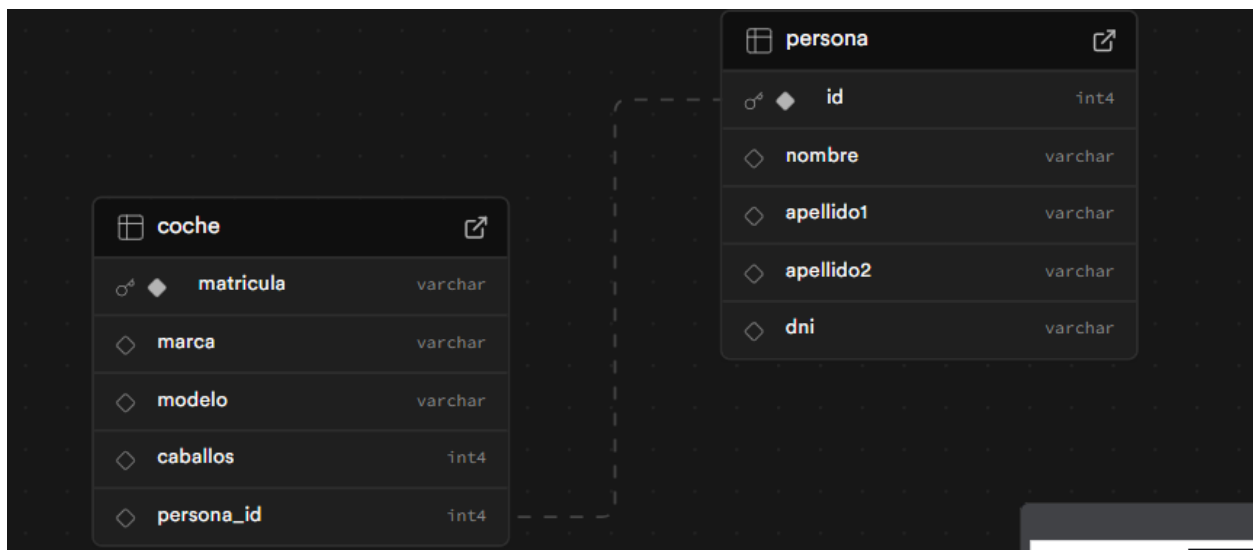 persona
id int4
nombre varchar
apellido1 varchar
apellido2 varchar
dni varchar
coche
matricula varchar
marca varchar
modelo varchar
caballos int4
persona_id int4